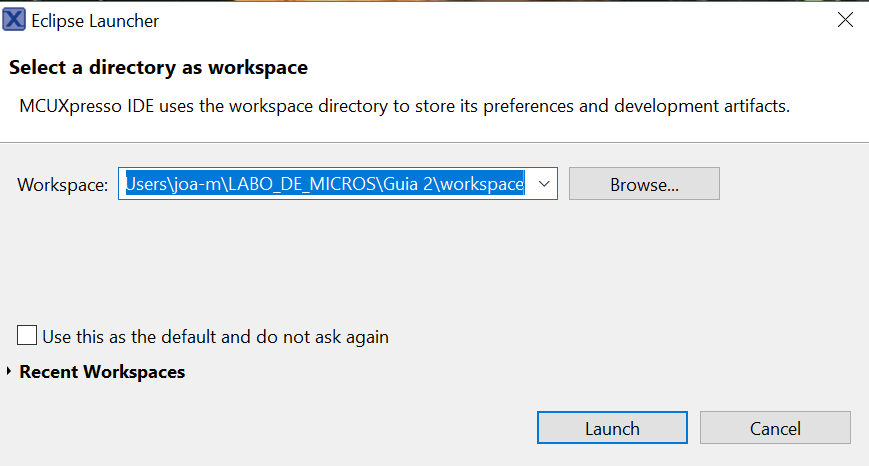 Eclipse Launcher
Select a directory as workspace
MCUXpresso IDE uses the workspace directory to store its preferences and development artifacts.
Workspace: Users\joa-m\LABO_DE_MICROS\Guia 2\workspace Browse...
Use this as the default and do not ask again
Recent Workspaces
Launch Cancel